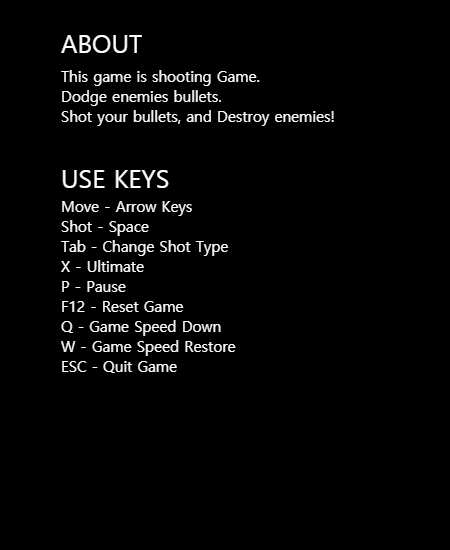 ABOUT
This game is shooting Game.
Dodge enemies bullets.
Shot your bullets, and Destroy enemies!
USE KEYS
Move - Arrow Keys
Shot - Space
Tab - Change Shot Type
X - Ultimate
P - Pause
F12 - Reset Game
Q - Game Speed Down
W - Game Speed Restore
ESC - Quit Game